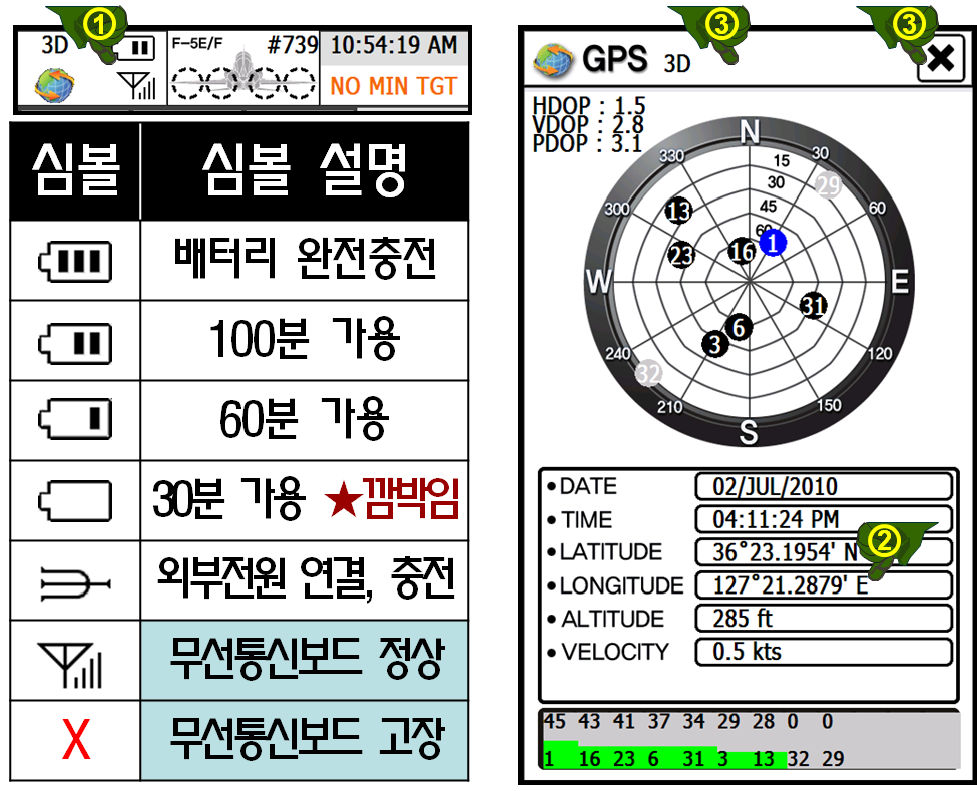 ①
3D
F-5E/F
#739
10:54:19 AM
NO MIN TGT
심볼 심볼 설명
배터리 완전충전
100분 가용
60분 가용
30분 가용 ★깜박임
외부전원 연결, 충전
무선통신보드 정상
X 무선통신보드 고장
③ ③
GPS 3D
HDOP : 1.5
VDOP : 2.8
PDOP : 3.1
N
330 15 30
30
45
60
29
13
300 60
23 16 1
W E
31
6
3
240 120
32
210 150
S
DATE 02/JUL/2010
TIME 04:11:24 PM
②
LATITUDE 36°23.1954' N
LONGITUDE 127°21.2879' E
ALTITUDE 285 ft
VELOCITY 0.5 kts
45 43 41 37 34 29 28 0 0
1 16 23 6 31 3 13 32 29